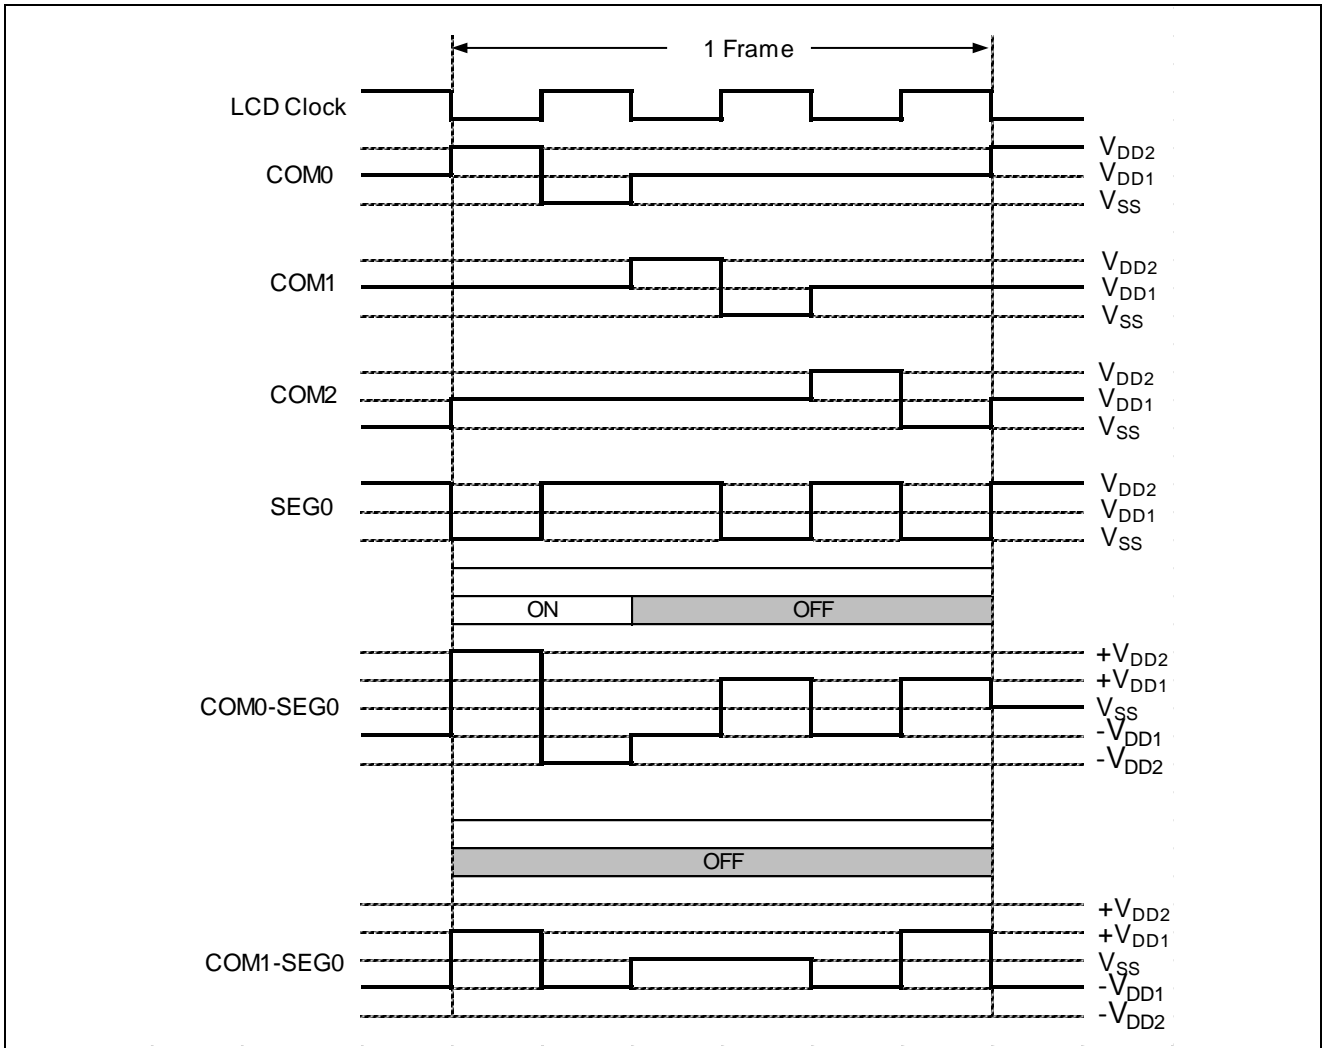 1 Frame
LCD Clock
COM0
VDD2
VDD1
VSS
COM1
VDD2
VDD1
VSS
COM2
VDD2
VDD1
VSS
SEG0
VDD2
VDD1
VSS
ON OFF
COM0-SEG0
+VDD2
+VDD1
VSS
-VDD1
-VDD2
OFF
COM1-SEG0
+VDD2
+VDD1
VSS
-VDD1
-VDD2